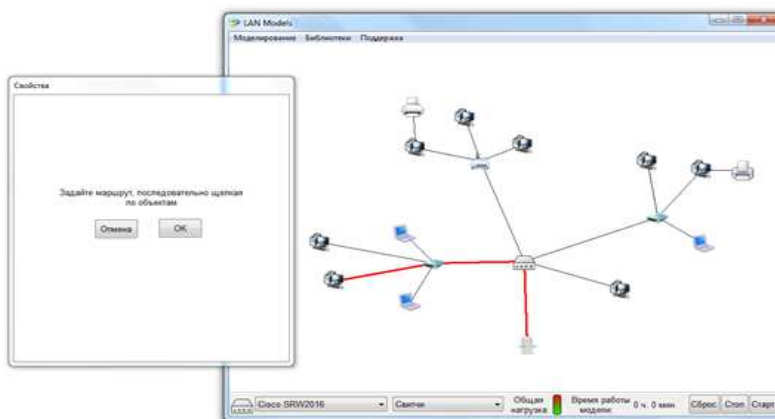 LAN Models
Моделирование Библиотеки Поддержка
Свойства
Задайте маршрут, последовательно щелкая
по объектам
Отмена
OK
Cisco SRW2016
Свитчи
Общая
нагрузка
Время работы
модели:
0 ч. 0 мин.
Сброс
Стоп
Старт